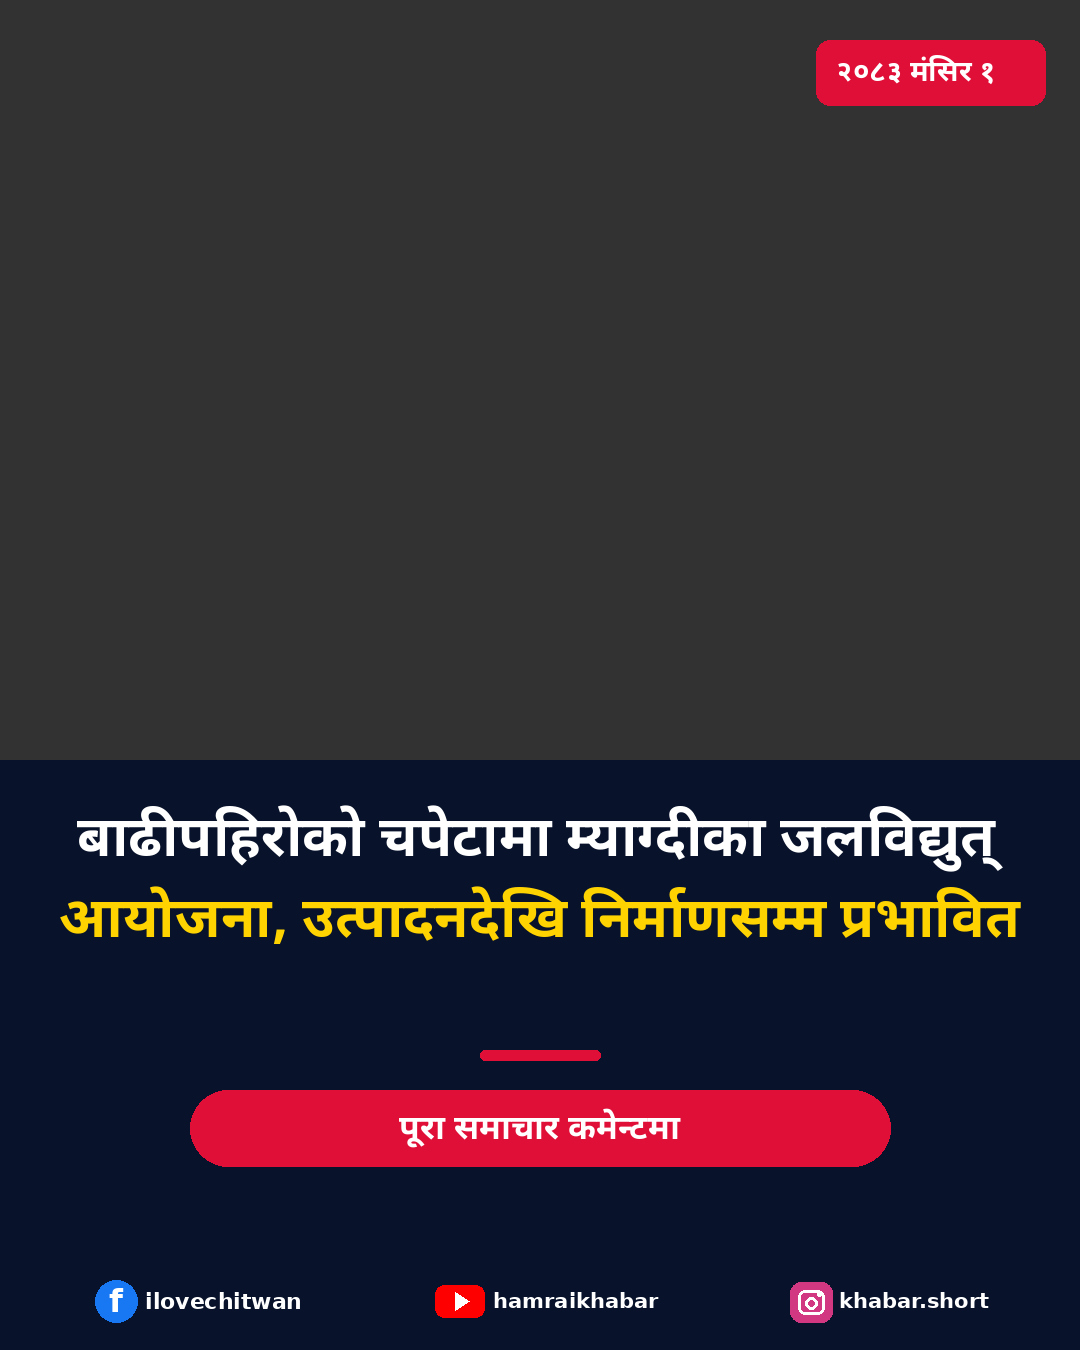 २०८३ मंसिर १
बाढीपहिरोको चपेटामा म्याग्दीका जलविद्युत्
आयोजना, उत्पादनदेखि निर्माणसम्म प्रभावित
पूरा समाचार कमेन्टमा
ilovechitwan
hamraikhabar
khabar.short